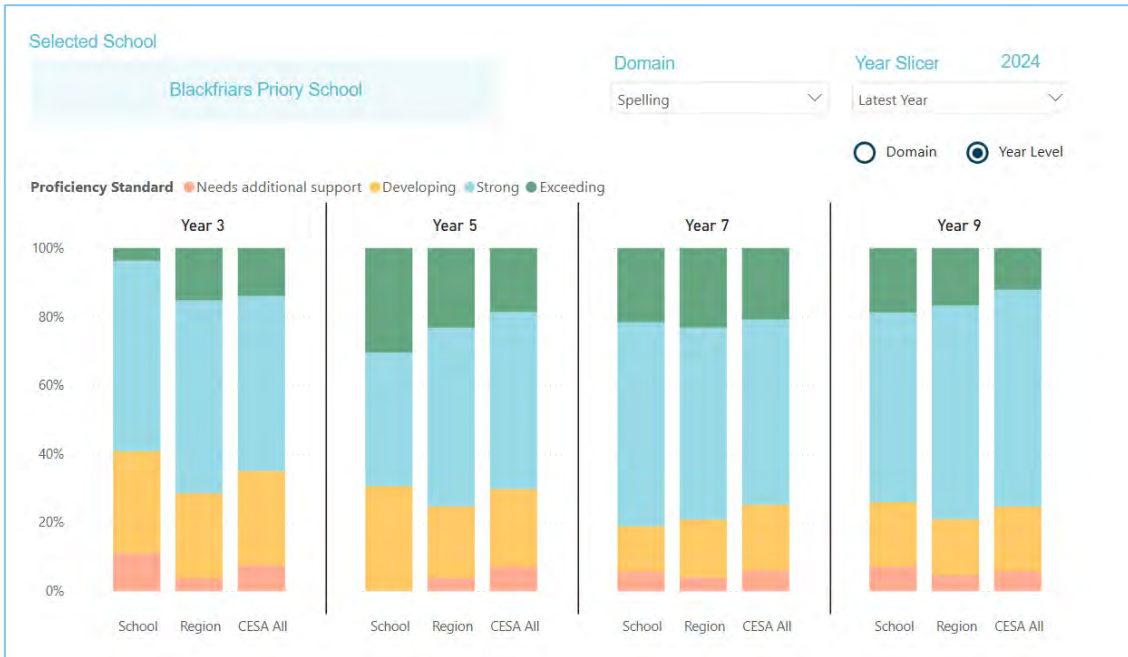 Selected School
Blackfriars Priory School
Domain
Spelling
Year Slicer 2024
Latest Year
Domain Year Level
Proficiency Standard Needs additional support Developing Strong Exceeding
Year 3 Year 5 Year 7 Year 9
100%
80%
60%
40%
20%
0%
School Region CESA All School Region CESA All School Region CESA All School Region CESA All